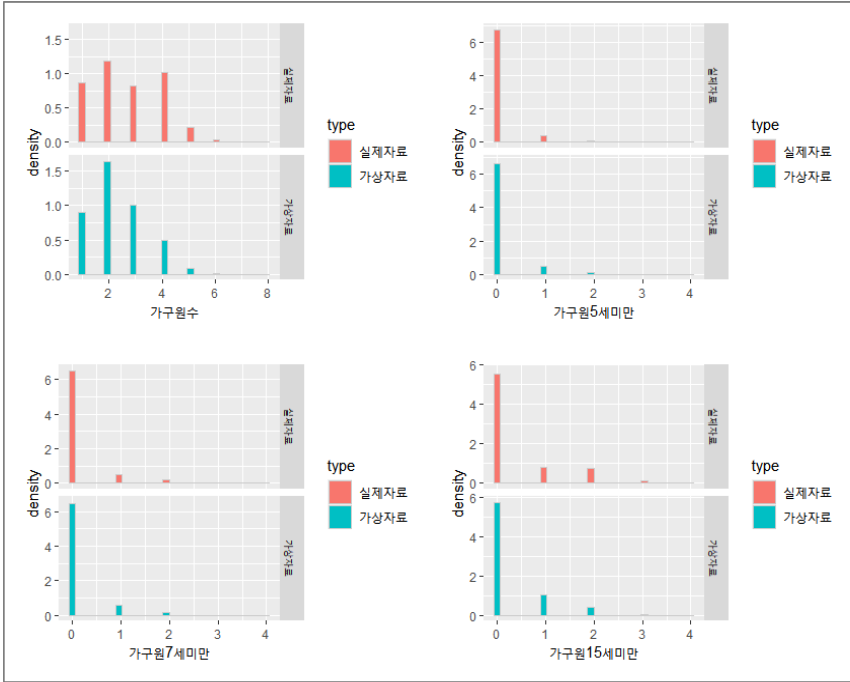 density
1.5
1.0
0.5
0.0
실제자료
1.5
1.0
0.5
0.0
가상자료
2 4 6 8
가구원수
type
실제자료
가상자료
density
6
4
2
0
실제자료
6
4
2
0
가상자료
0 1 2 3 4
가구원5세미만
type
실제자료
가상자료
density
6
4
2
0
실제자료
6
4
2
0
가상자료
0 1 2 3 4
가구원7세미만
type
실제자료
가상자료
density
6
4
2
0
실제자료
6
4
2
0
가상자료
0 1 2 3 4
가구원15세미만
type
실제자료
가상자료